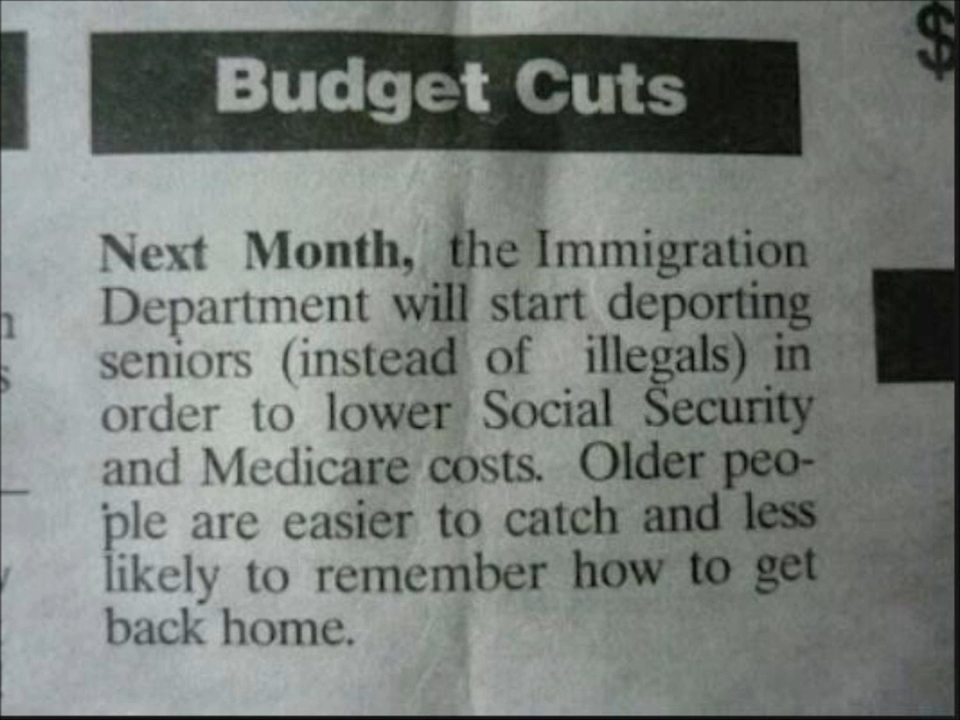 $
Budget Cuts
Next Month, the Immigration
Department will start deporting
seniors (instead of illegals) in
order to lower Social Security
and Medicare costs. Older peo-
ple are easier to catch and less
likely to remember how to get
back home.